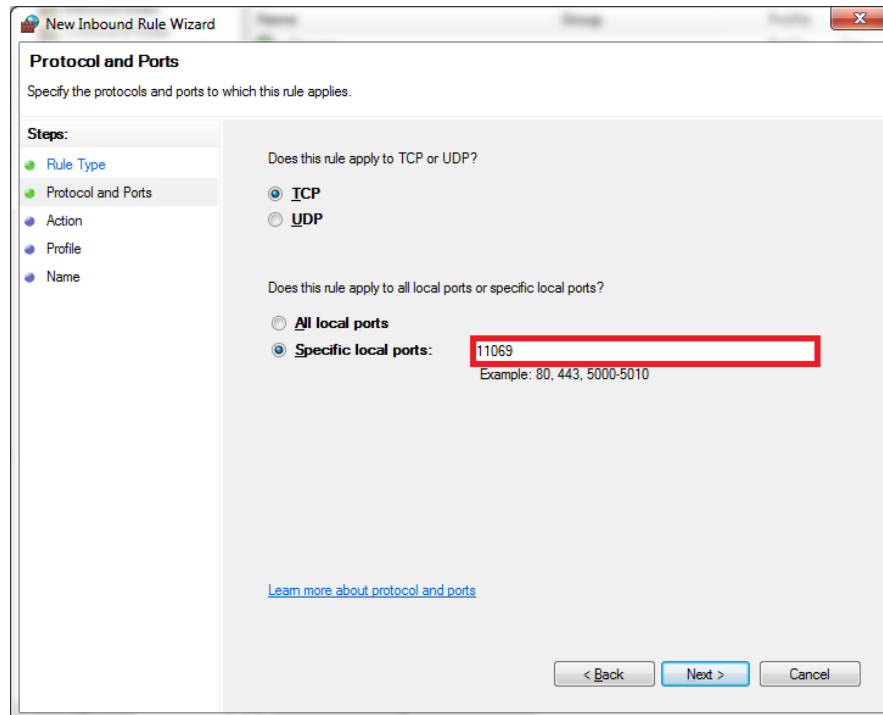 New Inbound Rule Wizard
Protocol and Ports
Specify the protocols and ports to which this rule applies.
Steps:
Rule Type
Protocol and Ports
Action
Profile
Name
Does this rule apply to TCP or UDP?
TCP
UDP
Does this rule apply to all local ports or specific local ports?
All local ports
Specific local ports: 11069
Example: 80, 443, 5000-5010
Learn more about protocol and ports
< Back Next > Cancel